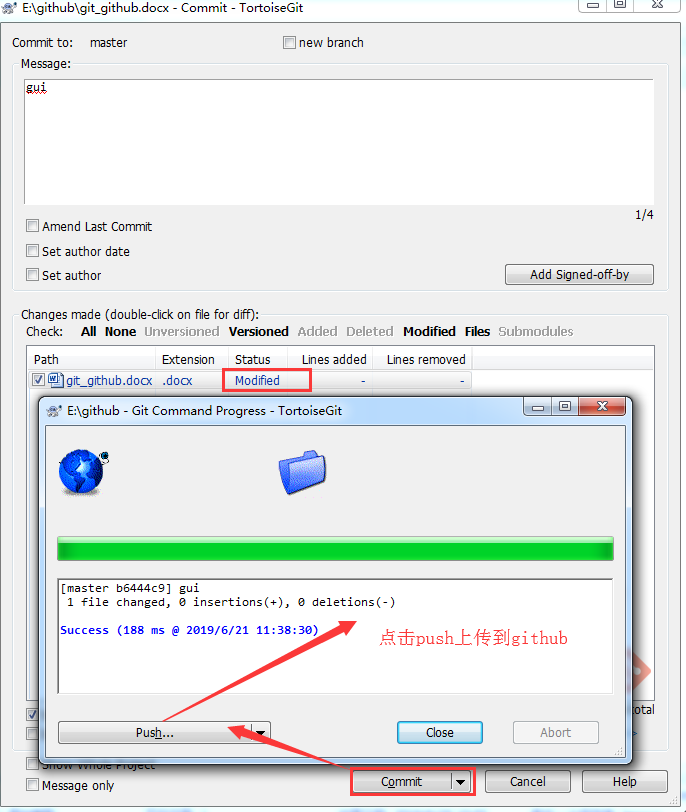 E:\github\git_github.docx - Commit - TortoiseGit
Commit to: master new branch
Message:
gui
1/4
Amend Last Commit
Set author date
Set author
Add Signed-off-by
Changes made (double-click on file for diff):
Check: All None Unversioned Versioned Added Deleted Modified Files Submodules
Path Extension Status Lines added Lines removed
git_github.docx .docx Modified - -
E:\github - Git Command Progress - TortoiseGit
[master b6444c9] gui
1 file changed, 0 insertions(+), 0 deletions(-)
Success (188 ms @ 2019/6/21 11:38:30)
点击push上传到github
total
Push... Close Abort
Show Whole Project
Message only
Commit Cancel Help